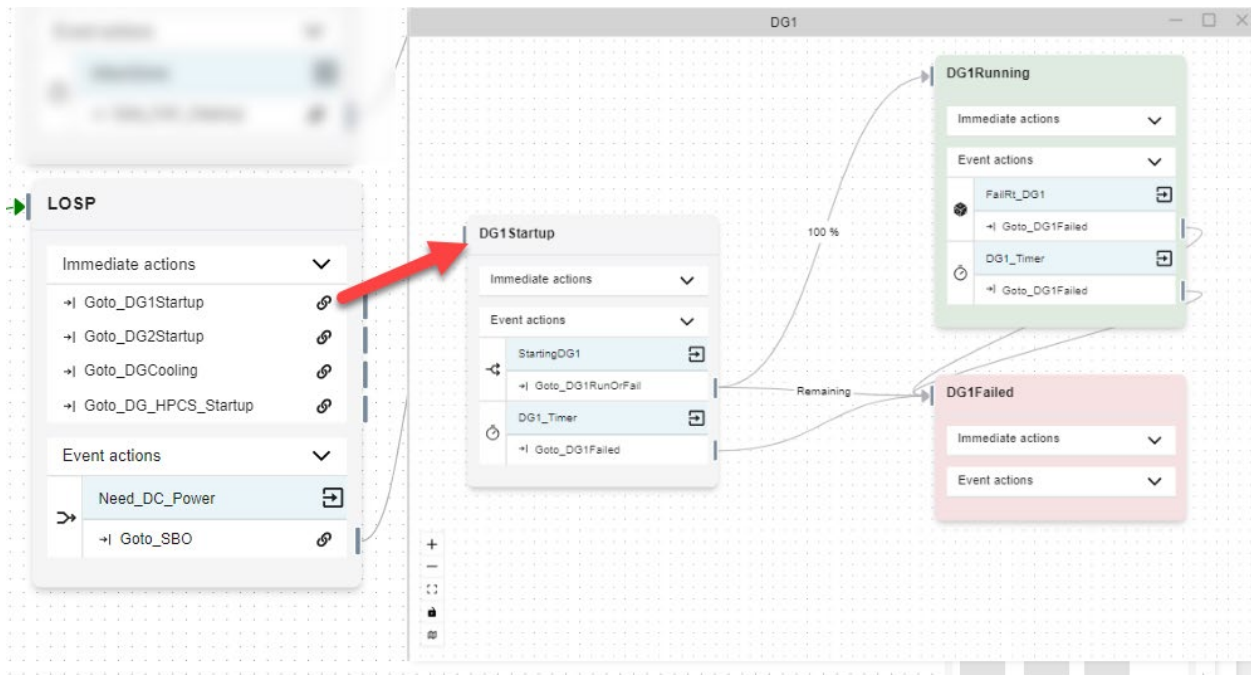 LOSP
Immediate actions
Goto_DG1Startup
Goto_DG2Startup
Goto_DGCooling
Goto_DG_HPCS_Startup
Event actions
Need_DC_Power
Goto_SBO
DG1
DG1Startup
Immediate actions
Event actions
StartingDG1
Goto_DG1RunOrFail
DG1_Timer
Goto_DG1Failed
100 %
Remaining
DG1Running
Immediate actions
Event actions
FailRt_DG1
Goto_DG1Failed
DG1_Timer
Goto_DG1Failed
DG1Failed
Immediate actions
Event actions